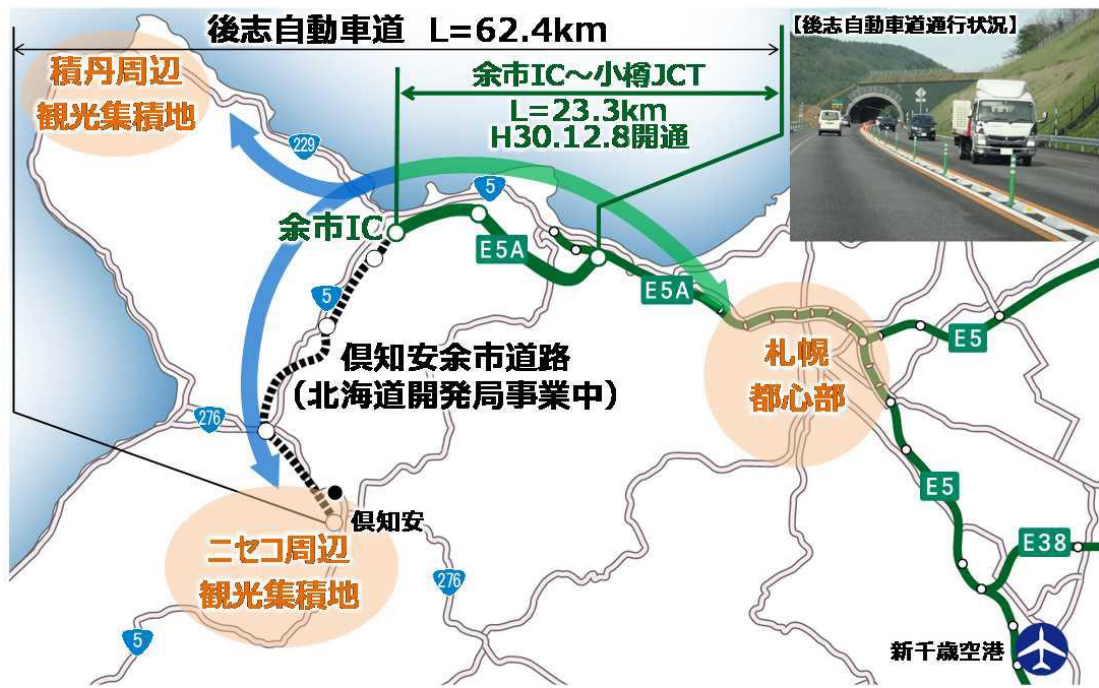 後志自動車道 L=62.4km
【後志自動車道通行状況】
積丹周辺
観光集積地
余市IC～小樽JCT
L=23.3km
H30.12.8開通
229
5
余市IC
E5A
E5A
5
E5
札幌
都心部
倶知安余市道路
(北海道開発局事業中)
276
E5
倶知安
E38
ニセコ周辺
観光集積地
276
5
新千歳空港